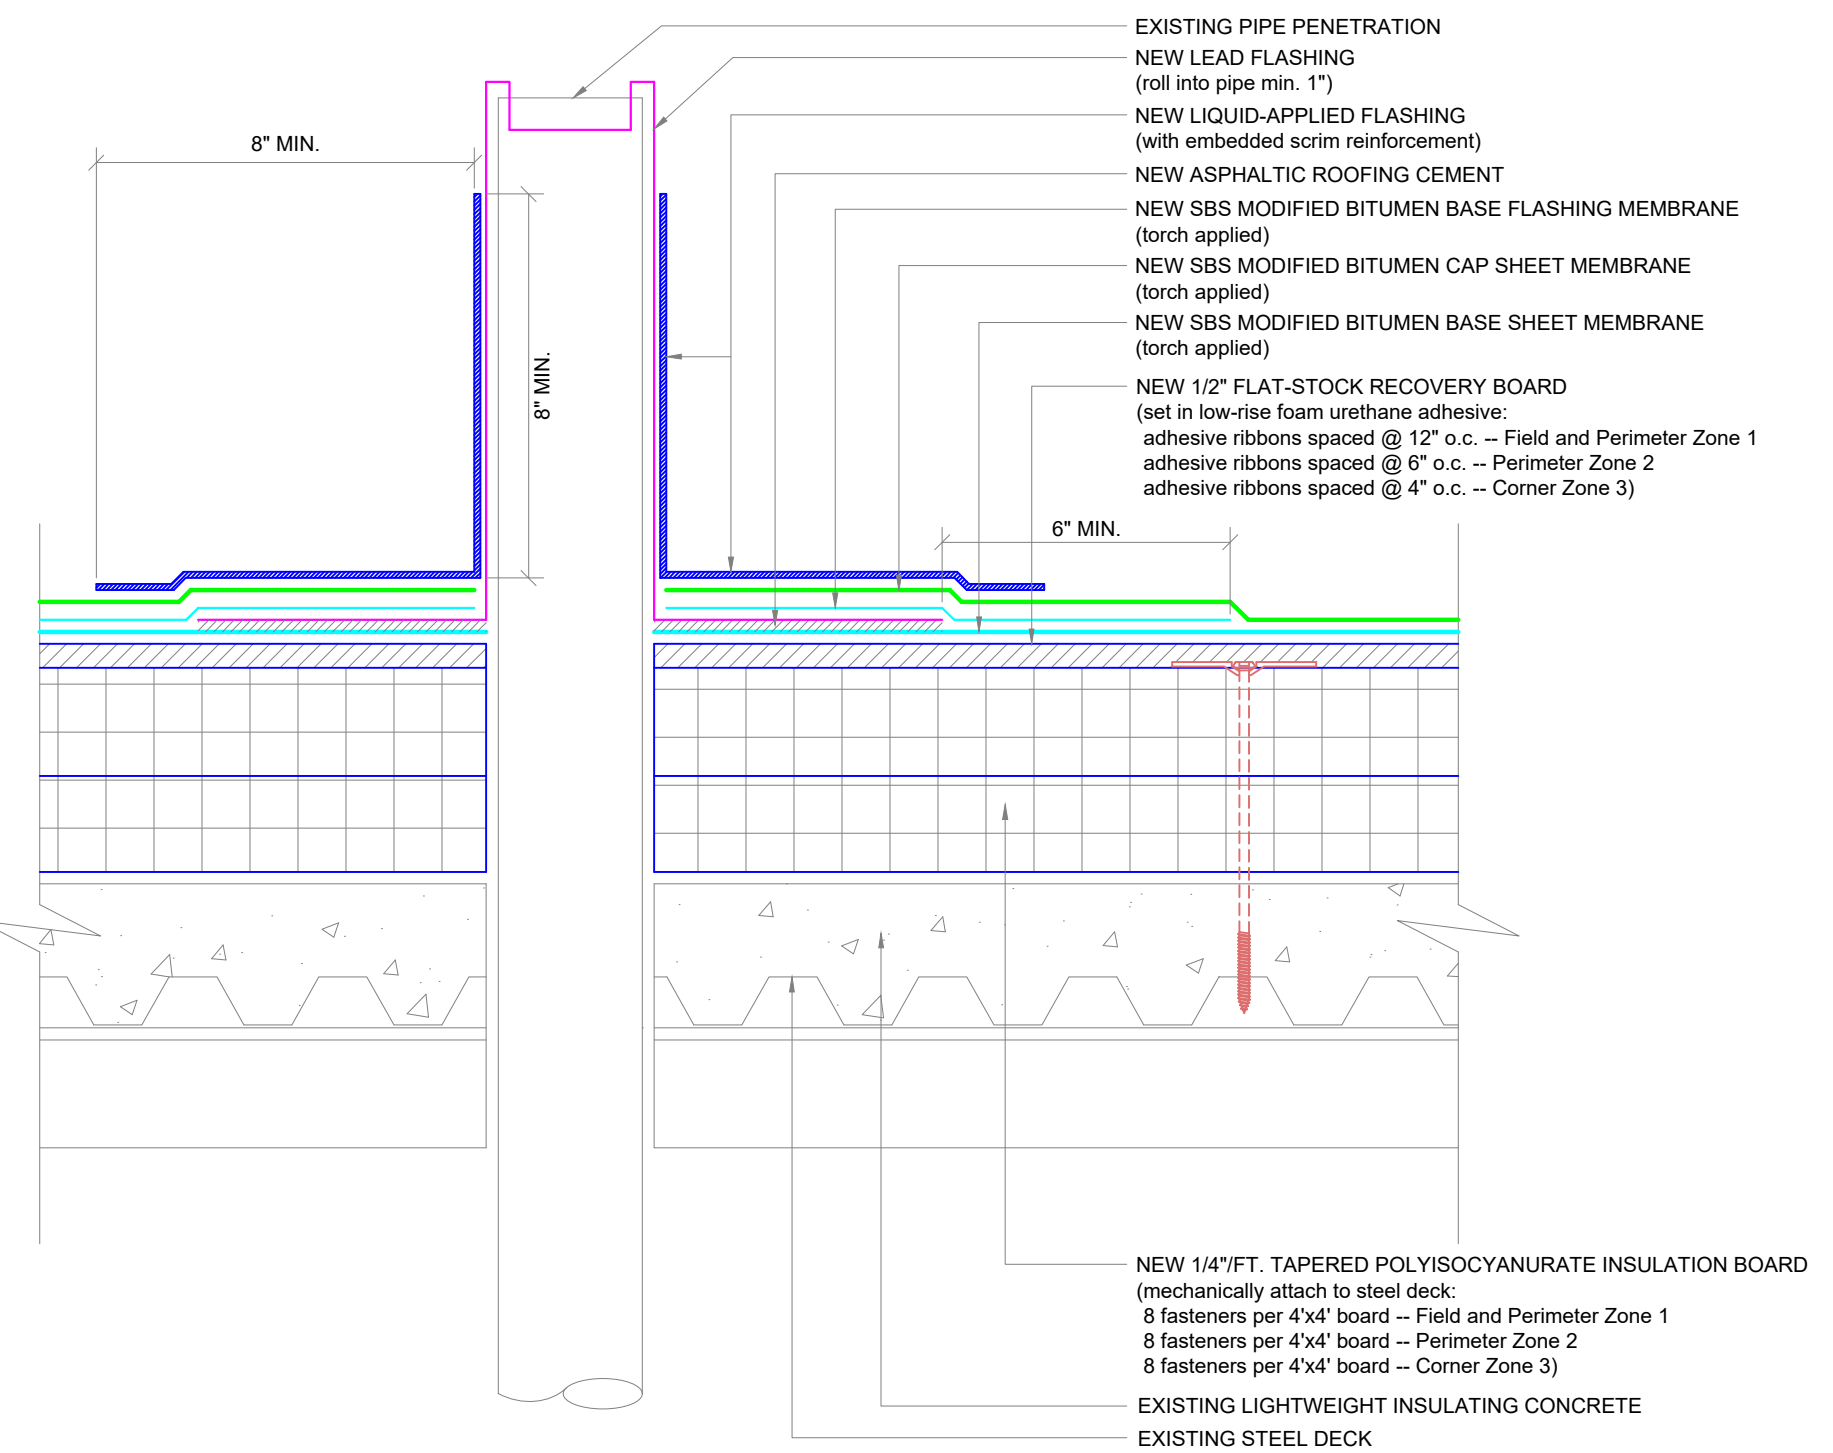 EXISTING PIPE PENETRATION
NEW LEAD FLASHING
(roll into pipe min. 1")
NEW LIQUID-APPLIED FLASHING
(with embedded scrim reinforcement)
NEW ASPHALTIC ROOFING CEMENT
NEW SBS MODIFIED BITUMEN BASE FLASHING MEMBRANE
(torch applied)
NEW SBS MODIFIED BITUMEN CAP SHEET MEMBRANE
(torch applied)
NEW SBS MODIFIED BITUMEN BASE SHEET MEMBRANE
(torch applied)
NEW 1/2" FLAT-STOCK RECOVERY BOARD
(set in low-rise foam urethane adhesive:
adhesive ribbons spaced @ 12" o.c. -- Field and Perimeter Zone 1
adhesive ribbons spaced @ 6" o.c. -- Perimeter Zone 2
adhesive ribbons spaced @ 4" o.c. -- Corner Zone 3)
8" MIN.
8" MIN.
6" MIN.
NEW 1/4"/FT. TAPERED POLYISOCYANURATE INSULATION BOARD
(mechanically attach to steel deck:
8 fasteners per 4'x4' board -- Field and Perimeter Zone 1
8 fasteners per 4'x4' board -- Perimeter Zone 2
8 fasteners per 4'x4' board -- Corner Zone 3)
EXISTING LIGHTWEIGHT INSULATING CONCRETE
EXISTING STEEL DECK